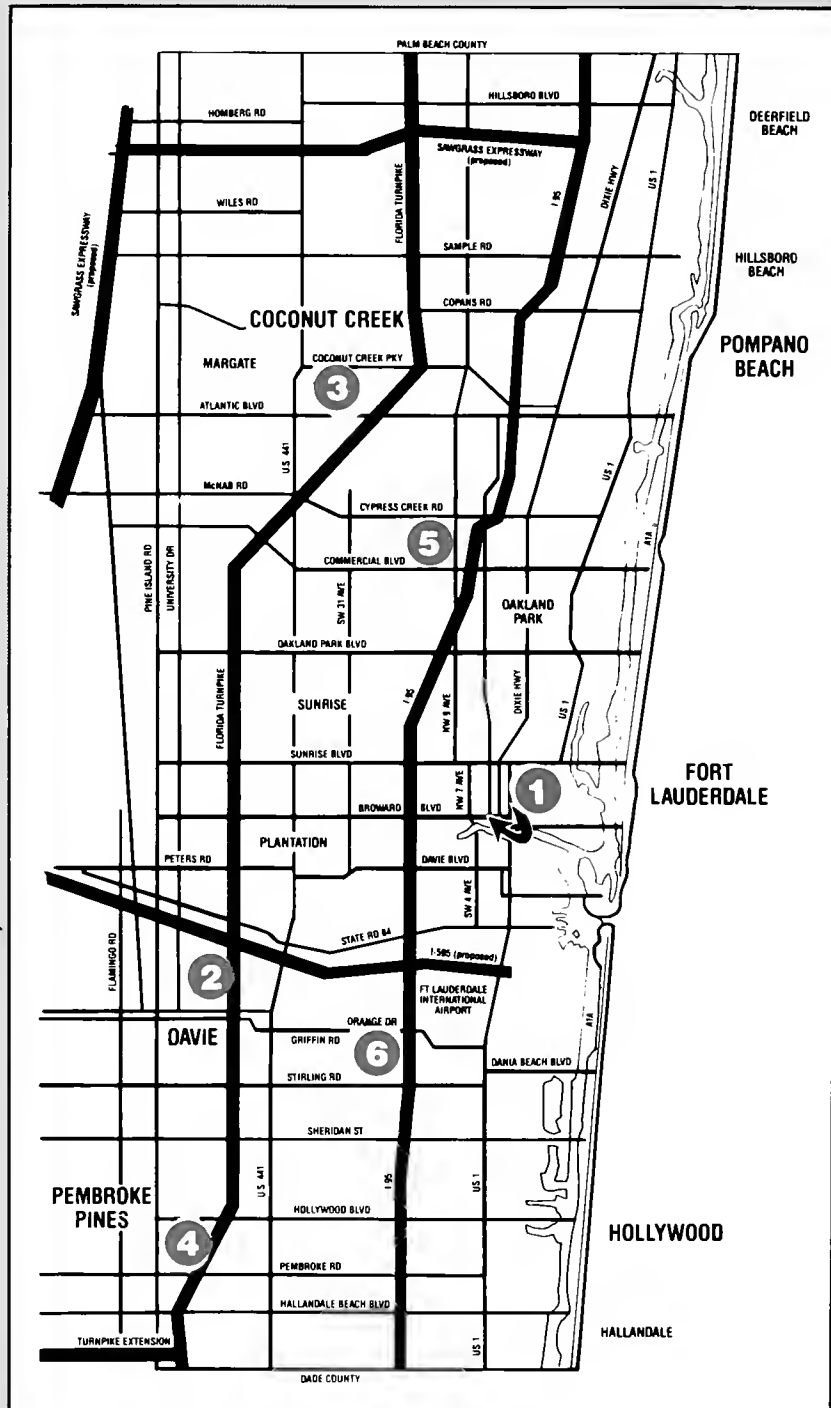 PALM BEACH COUNTY
HILLSBORO BLVD
HOMBERG RD
DEERFIELD
BEACH
SAWGRASS EXPRESSWAY
(proposed)
FLORIDA TURNPIKE
I 95
DIXIE HWY
US 1
WILES RD
SAWGRASS EXPRESSWAY
(proposed)
SAMPLE RD
HILLSBORO
BEACH
COPANS RD
COCONUT CREEK
POMPANO
BEACH
MARGATE
COCONUT CREEK PKY
3
ATLANTIC BLVD
U.S. 441
US 1
McNAB RD
CYPRESS CREEK RD
5
A1A
PINE ISLAND RD
UNIVERSITY DR
COMMERCIAL BLVD
SW 31 AVE
OAKLAND
PARK
OAKLAND PARK BLVD
FLORIDA TURNPIKE
SUNRISE
I 95
NW 9 AVE
DIXIE HWY
US 1
SUNRISE BLVD
FORT
LAUDERDALE
NW 7 AVE
1
BROWARD BLVD
PLANTATION
PETERS RD
DAVIE BLVD
SW 4 AVE
STATE RD 84
FLAMINGO RD
2
I-595 (proposed)
FT LAUDERDALE
INTERNATIONAL
AIRPORT
A1A
DAVIE
ORANGE DR
GRIFFIN RD
6
DANIA BEACH BLVD
STIRLING RD
SHERIDAN ST
U.S. 441
I 95
US 1
PEMBROKE
PINES
HOLLYWOOD BLVD
4
HOLLYWOOD
PEMBROKE RD
HALLANDALE BEACH BLVD
HALLANDALE
TURNPIKE EXTENSION
US 1
DADE COUNTY